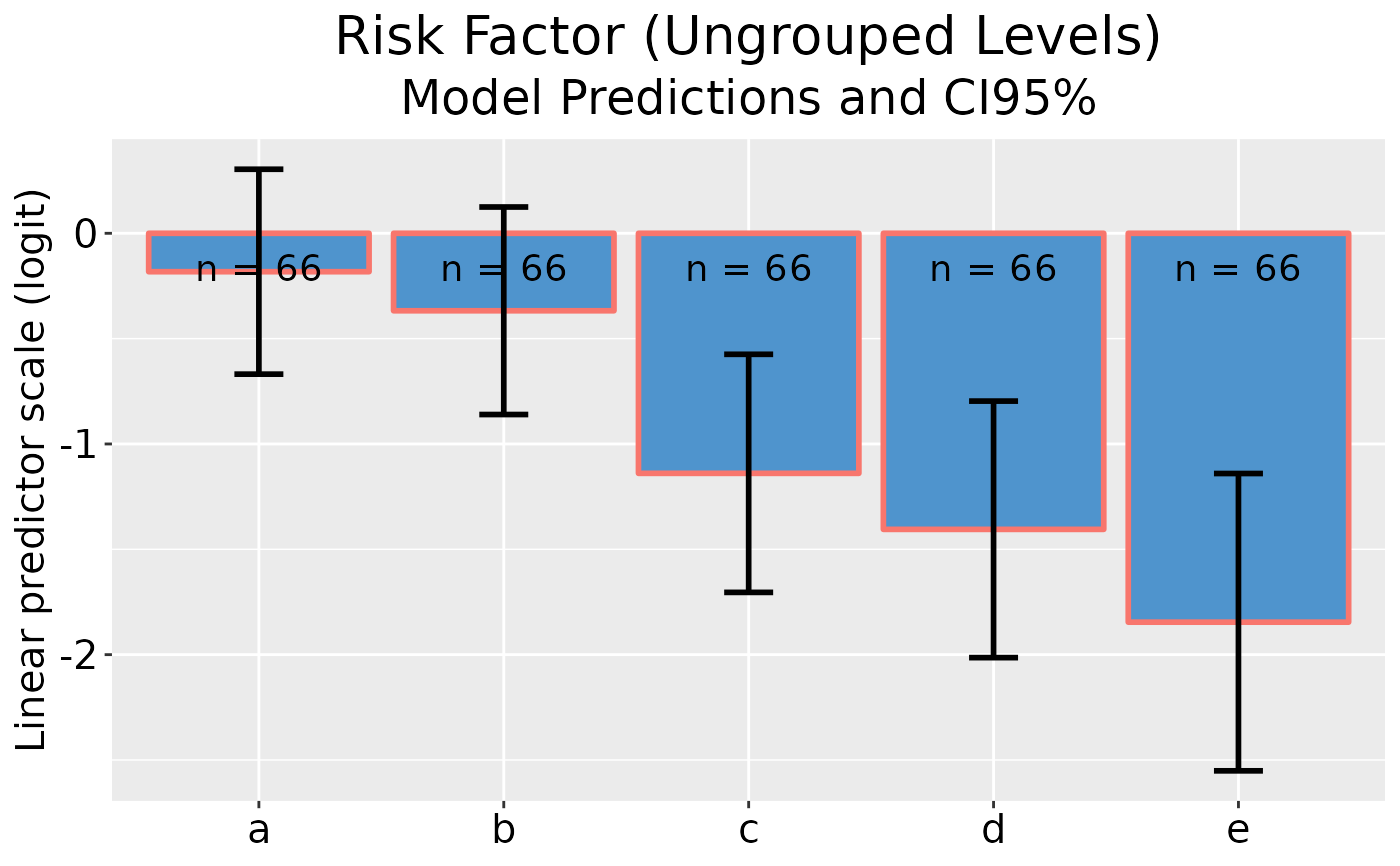 Risk Factor (Ungrouped Levels)
Model Predictions and CI95%
Linear predictor scale (logit)
0
-1
-2
n = 66
n = 66
n = 66
n = 66
n = 66
a
b
c
d
e